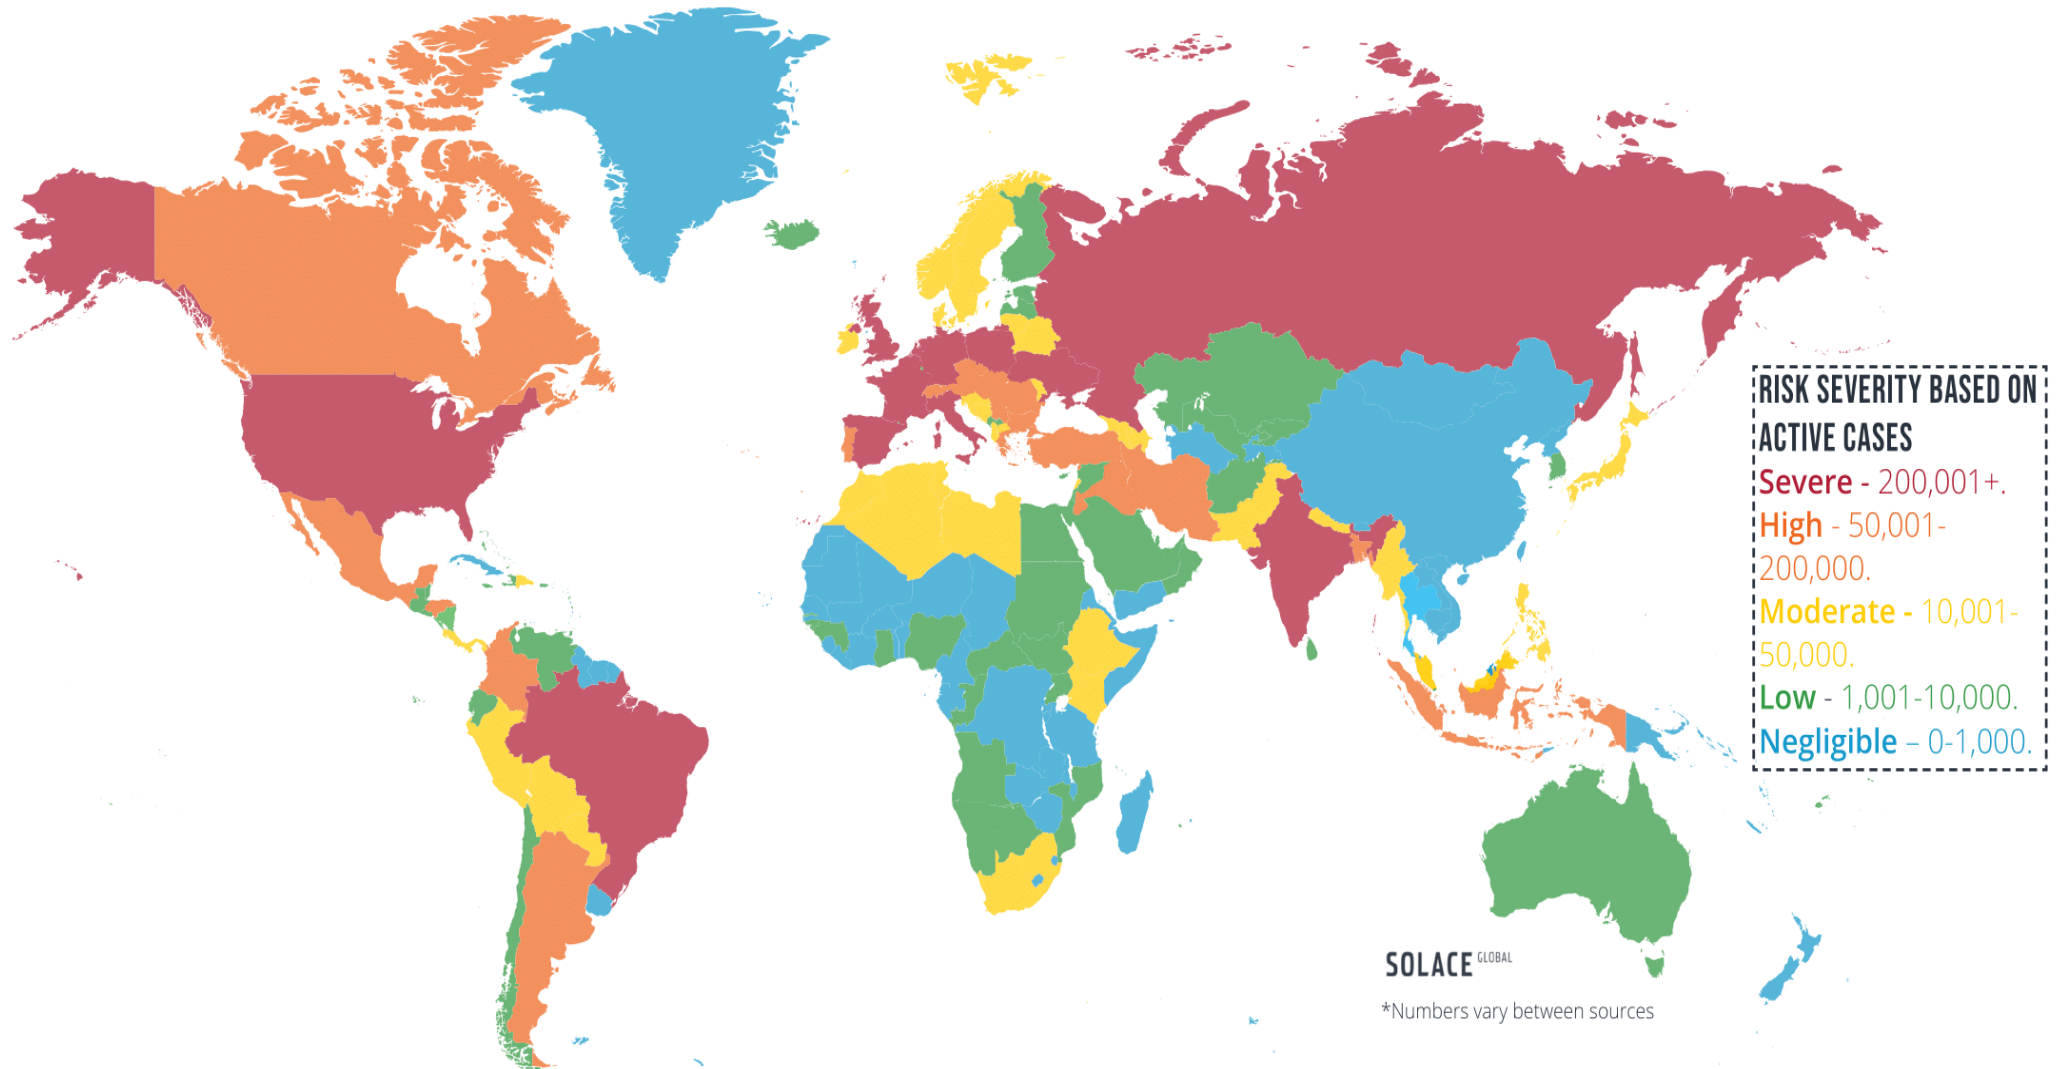 RISK SEVERITY BASED ON
ACTIVE CASES
Severe - 200,001+.
High - 50,001-
200,000.
Moderate - 10,001-
50,000.
Low - 1,001-10,000.
Negligible – 0-1,000.
SOLACE GLOBAL
*Numbers vary between sources